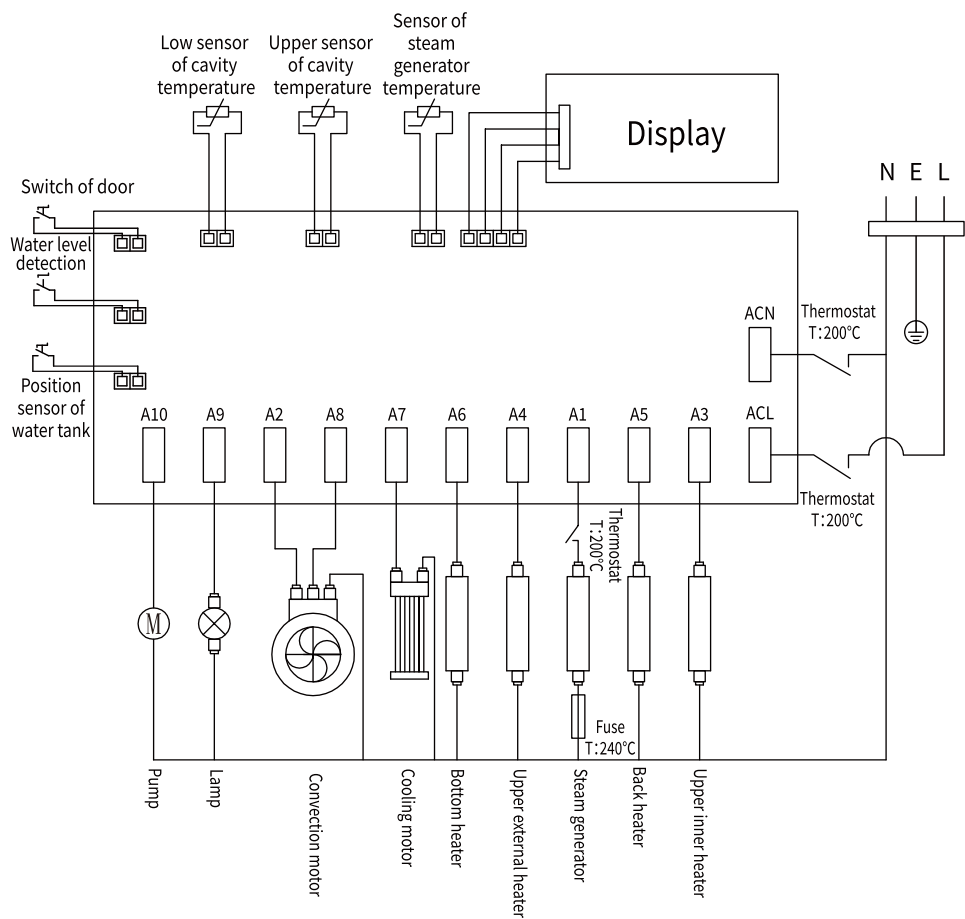 Low sensor
of cavity
temperature
Upper sensor
of cavity
temperature
Sensor of
steam
generator
temperature
Display
N E L
Switch of door
Water level
detection
Position
sensor of
water tank
ACN
Thermostat
T:200°C
ACL
Thermostat
T:200°C
A10 A9 A2 A8 A7 A6 A4 A1 A5 A3
Thermostat
T:200°C
M
Fuse
T:240°C
Pump
Lamp
Convection motor
Cooling motor
Bottom heater
Upper external heater
Steam generator
Back heater
Upper inner heater